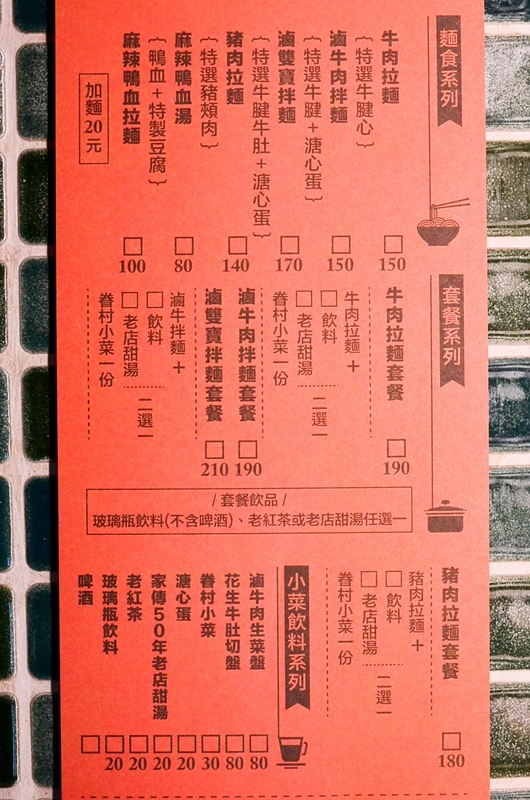 麵食系列
牛肉拉麵
︷特選牛腱心︸
150
滷牛肉拌麵
︷特選牛腱+溏心蛋︸
150
滷雙寶拌麵
︷特選牛腱牛肚+溏心蛋︸
170
豬肉拉麵
︷特選豬頰肉︸
140
麻辣鴨血湯
80
︷鴨血+特製豆腐︸
麻辣鴨血拉麵
100
加麵20元
套餐系列
牛肉拉麵套餐
190
牛肉拉麵+
飲料
老店甜湯
二選一
眷村小菜一份
滷牛肉拌麵套餐
190
滷雙寶拌麵套餐
210
滷牛拌麵+
飲料
老店甜湯
二選一
眷村小菜一份
/套餐飲品/
玻璃瓶飲料(不含啤酒)、老紅茶或老店甜湯任選一
豬肉拉麵套餐
180
豬肉拉麵+
飲料
老店甜湯
二選一
眷村小菜一份
小菜飲料系列
滷牛肉生菜盤
80
花生牛肚切盤
80
眷村小菜
30
溏心蛋
20
家傳50年老店甜湯
20
老紅茶
20
玻璃瓶飲料
20
啤酒